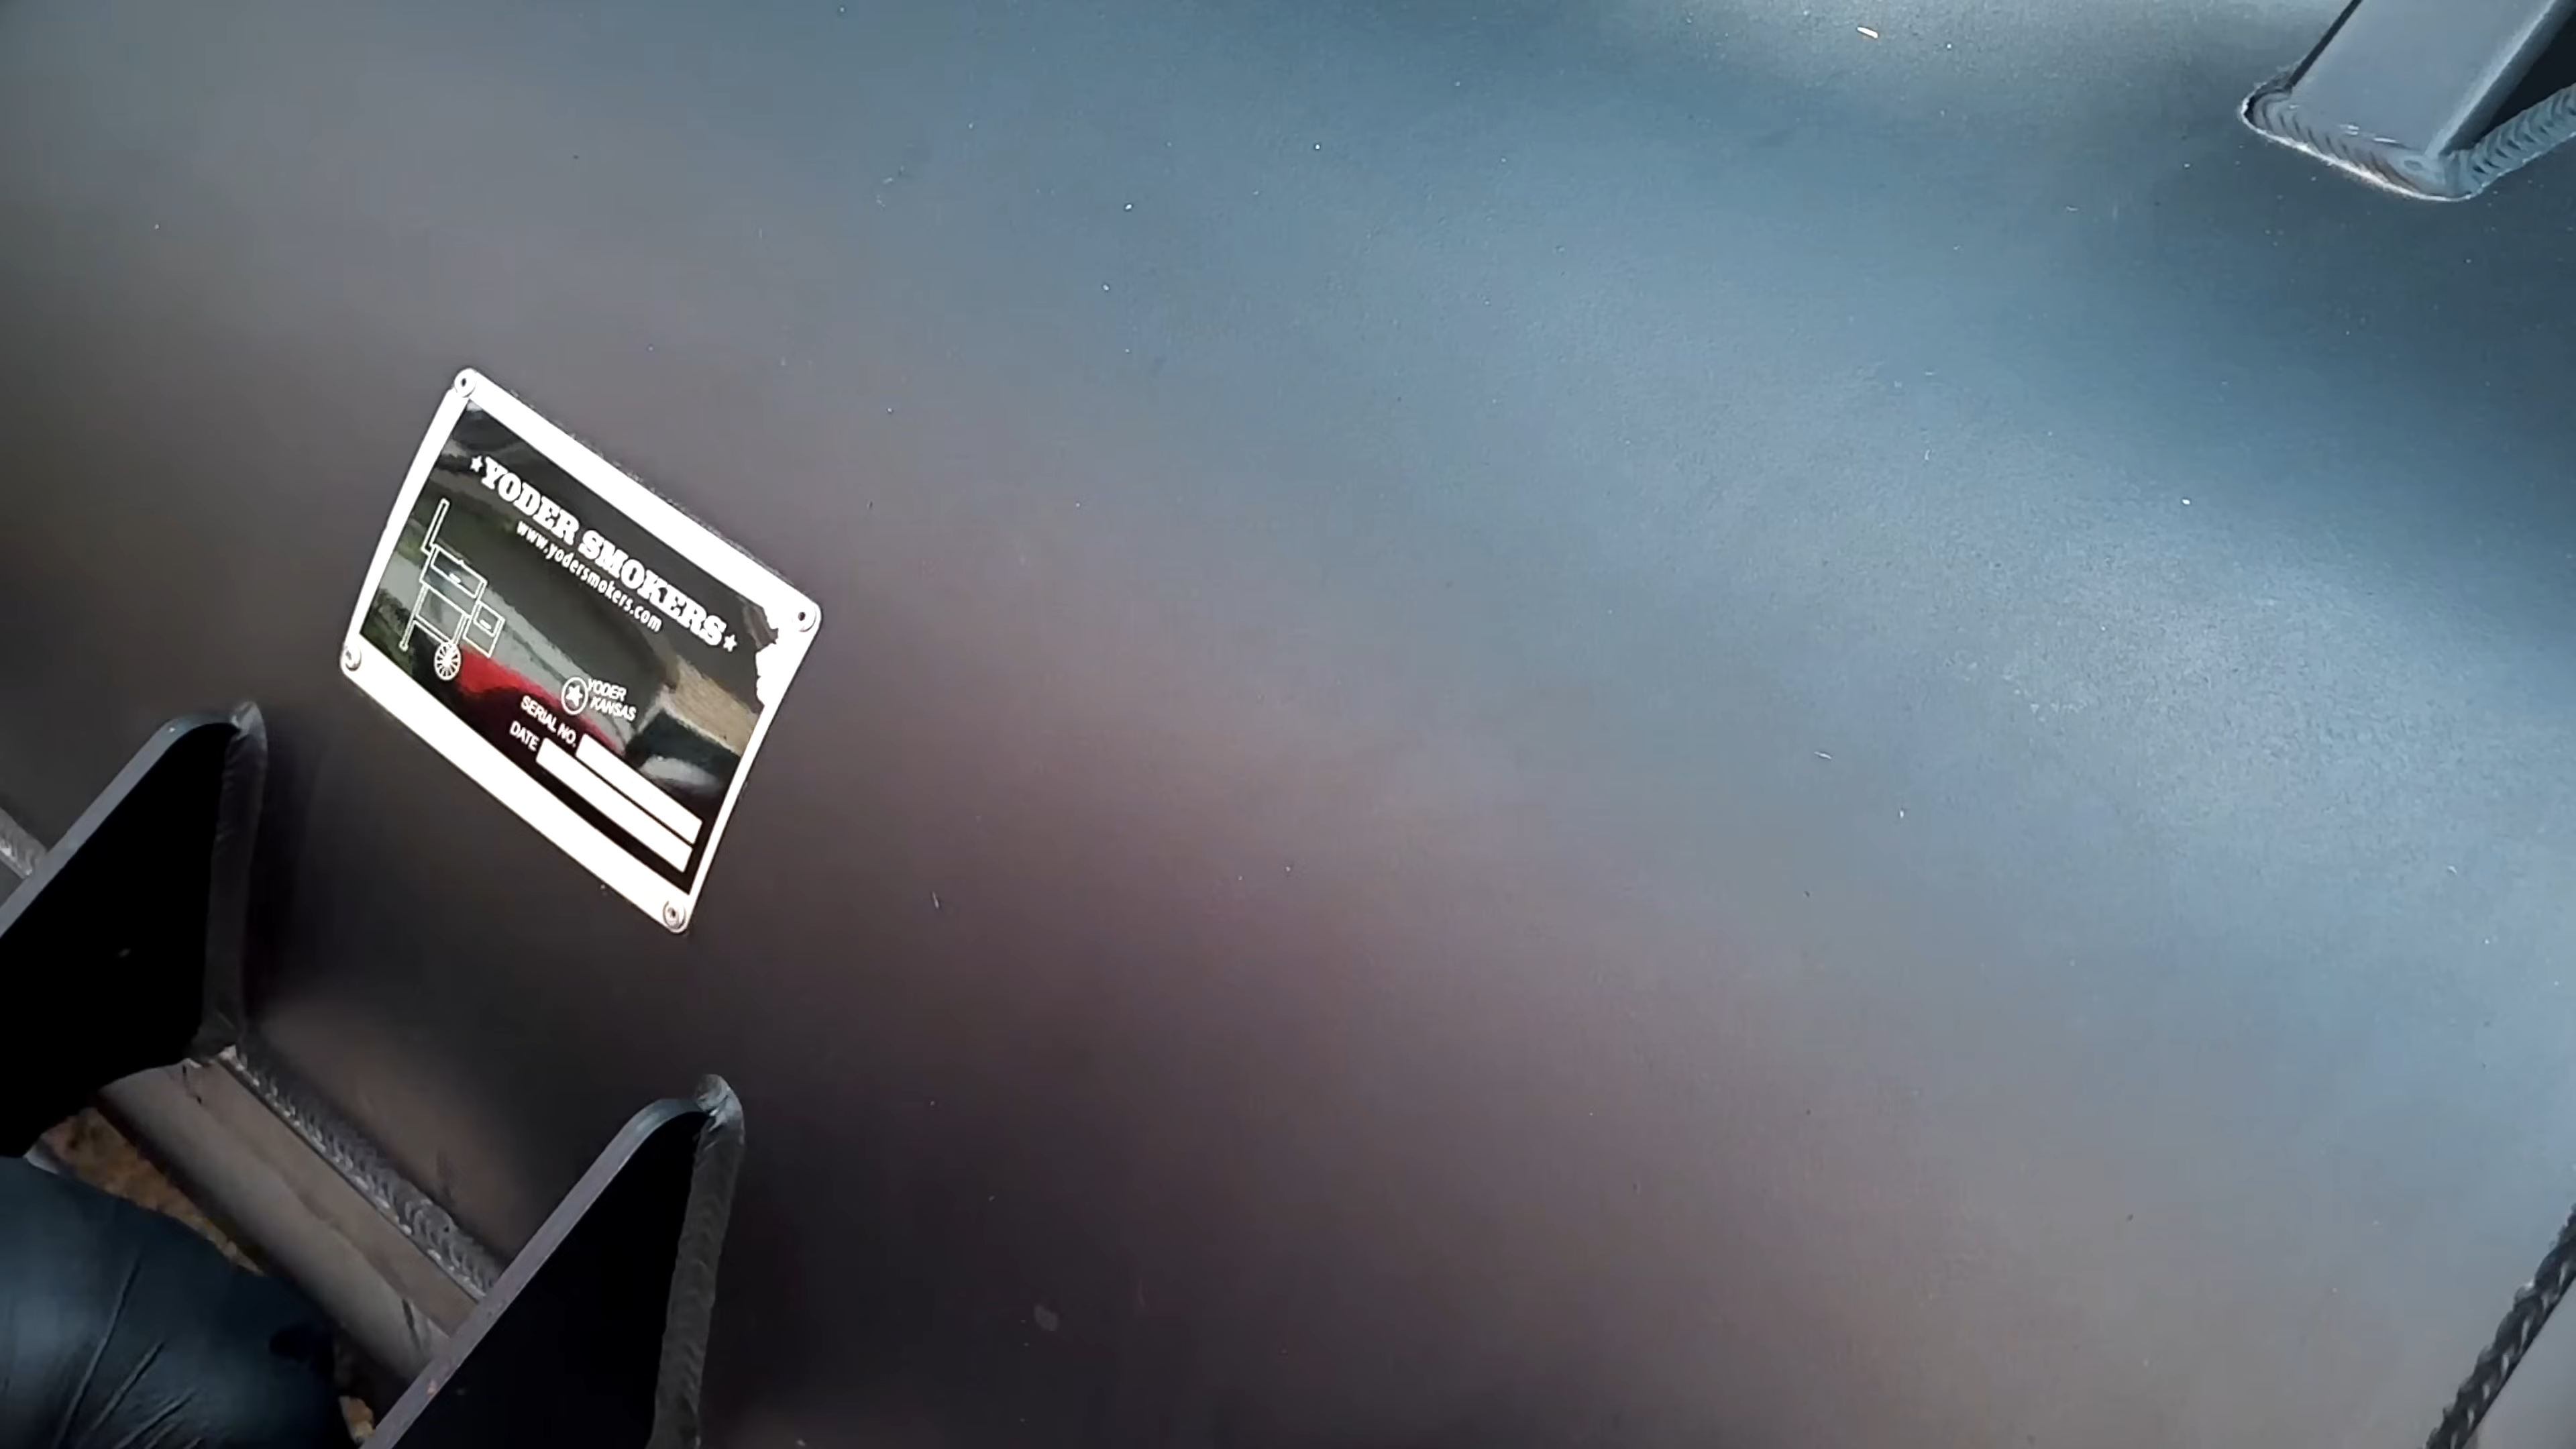 ★YODER SMOKERS★
www.yodersmokers.com
YODER
KANSAS
SERIAL NO.
DATE